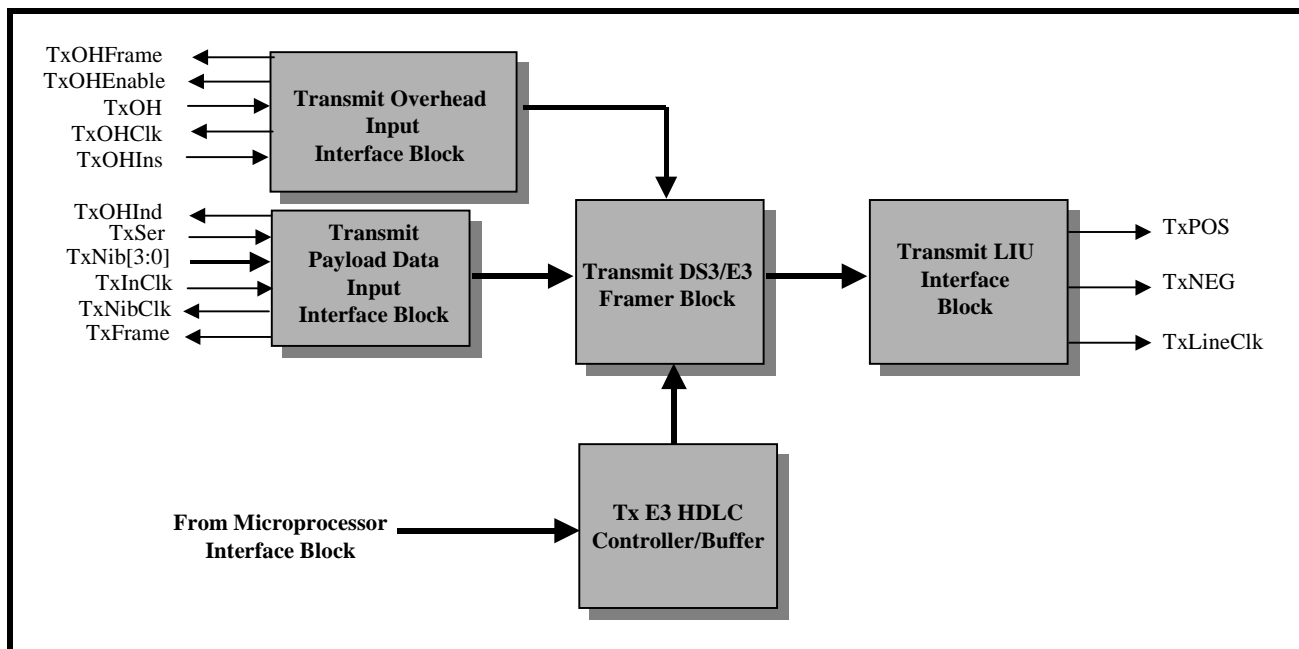 TxOHFrame
TxOHEnable
TxOH
TxOHClk
TxOHIns
Transmit Overhead
Input
Interface Block
TxOHInd
TxSer
TxNib[3:0]
TxInClk
TxNibClk
TxFrame
Transmit
Payload Data
Input
Interface Block
Transmit DS3/E3
Framer Block
Transmit LIU
Interface
Block
TxPOS
TxNEG
TxLineClk
From Microprocessor
Interface Block
Tx E3 HDLC
Controller/Buffer